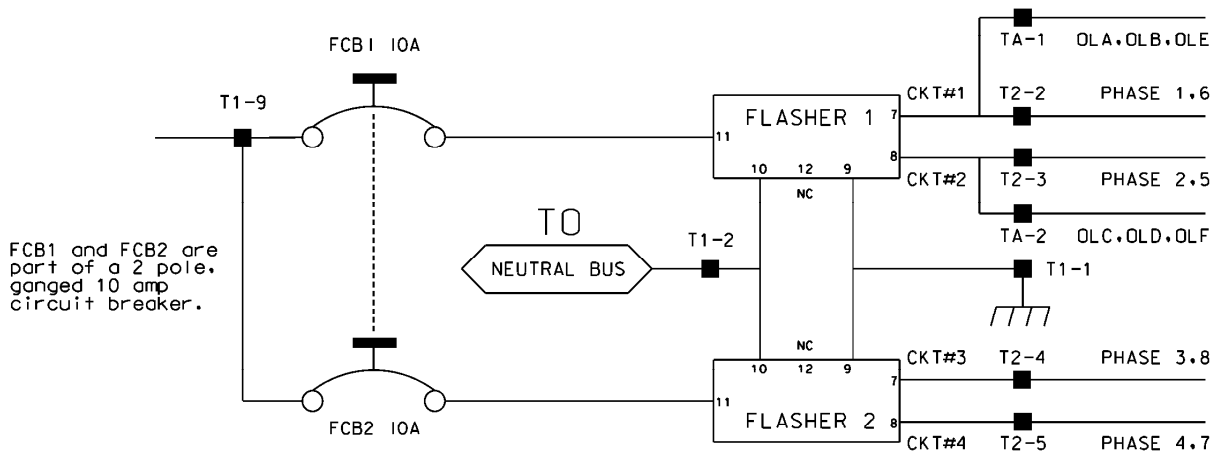 FCB1 10A
TA-1 OLA.OLB.OLE
T1-9
CKT#1 T2-2 PHASE 1.6
7
FLASHER 1
11
8
10 12 9
NC
CKT#2 T2-3 PHASE 2.5
TO
NEUTRAL BUS
T1-2
TA-2 OLC.OLD.OLF
T1-1
FCB1 and FCB2 are
part of a 2 pole.
ganged 10 amp
circuit breaker.
NC
10 12 9
CKT#3 T2-4 PHASE 3.8
7
11
FLASHER 2
8
FCB2 10A
CKT#4 T2-5 PHASE 4.7